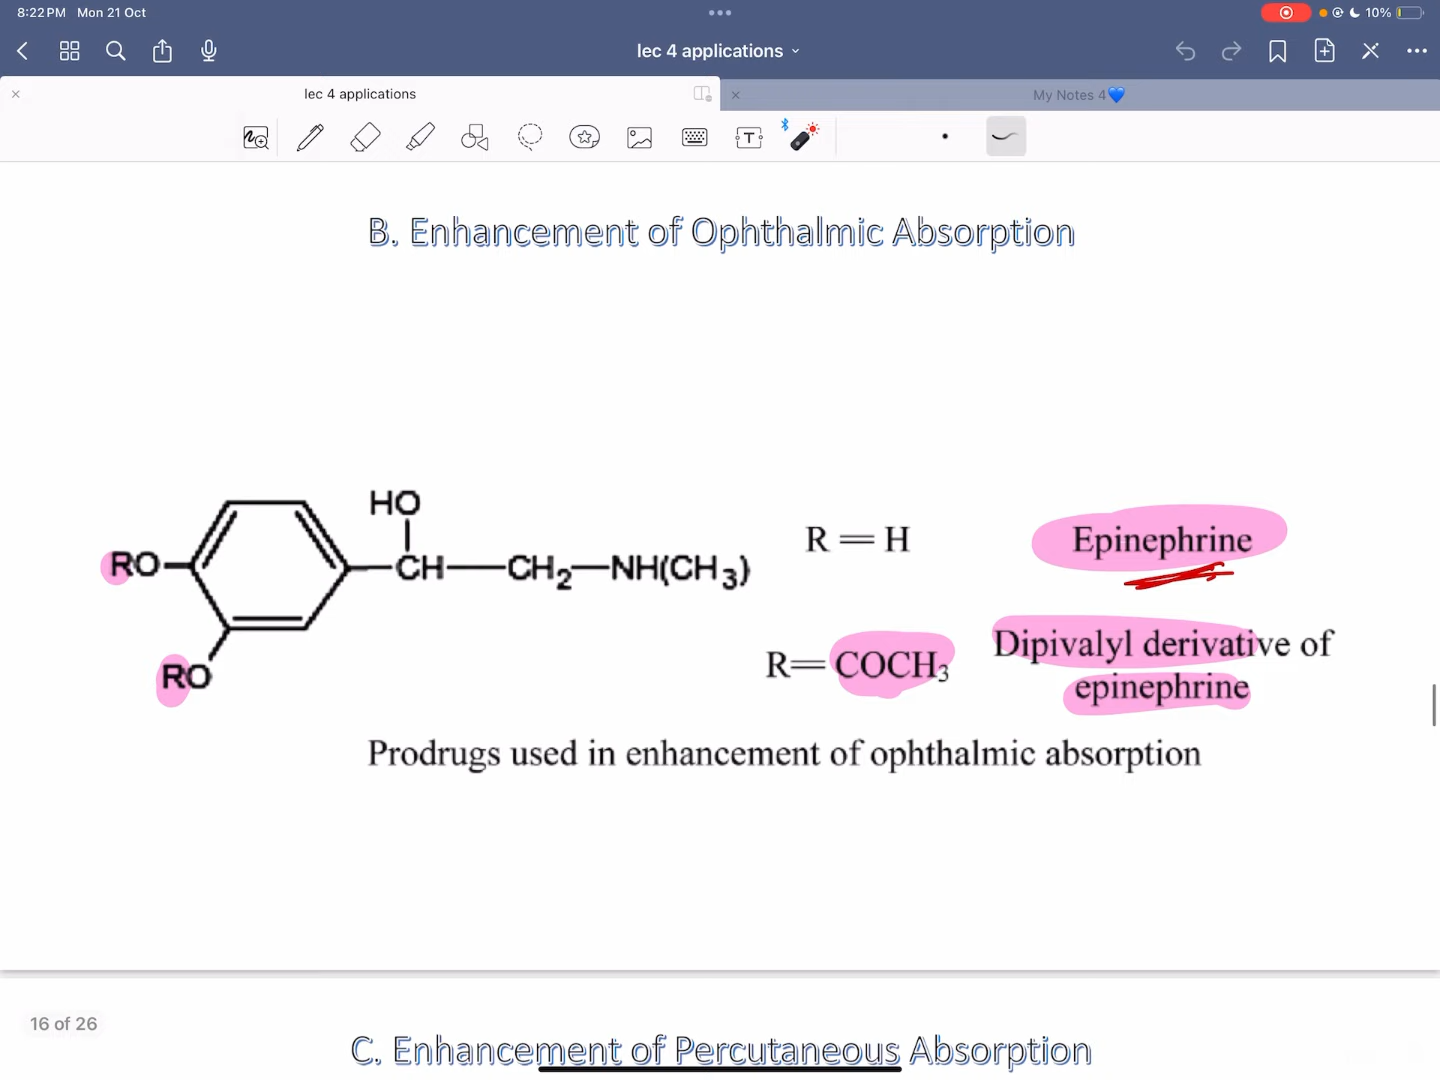 8:22 PM Mon 21 Oct
10%
lec 4 applications
lec 4 applications
My Notes 4💙
T
B. Enhancement of Ophthalmic Absorption
HO
RO
CH—CH2—NH(CH3)
RO
R = H
Epinephrine
R=COCH3
Dipivalyl derivative of
epinephrine
Prodrugs used in enhancement of ophthalmic absorption
16 of 26
C. Enhancement of Percutaneous Absorption